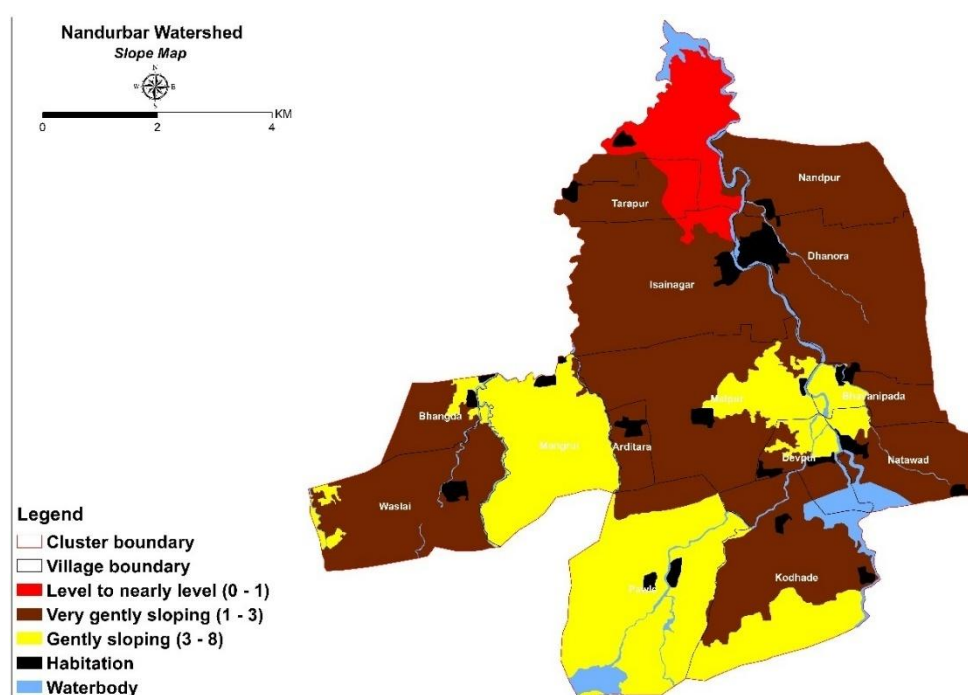 Nandurbar Watershed
Slope Map
N
W E
S
KM
0 2 4
Nandpur
Tarapur
Dhanora
Isainagar
Malpur
Bhavanipada
Bhangda
Mangrul
Arditara
Devpur
Natawad
Waslai
Kodhade
Legend
Cluster boundary
Village boundary
Level to nearly level (0 - 1)
Very gently sloping (1 - 3)
Gently sloping (3 - 8)
Habitation
Waterbody